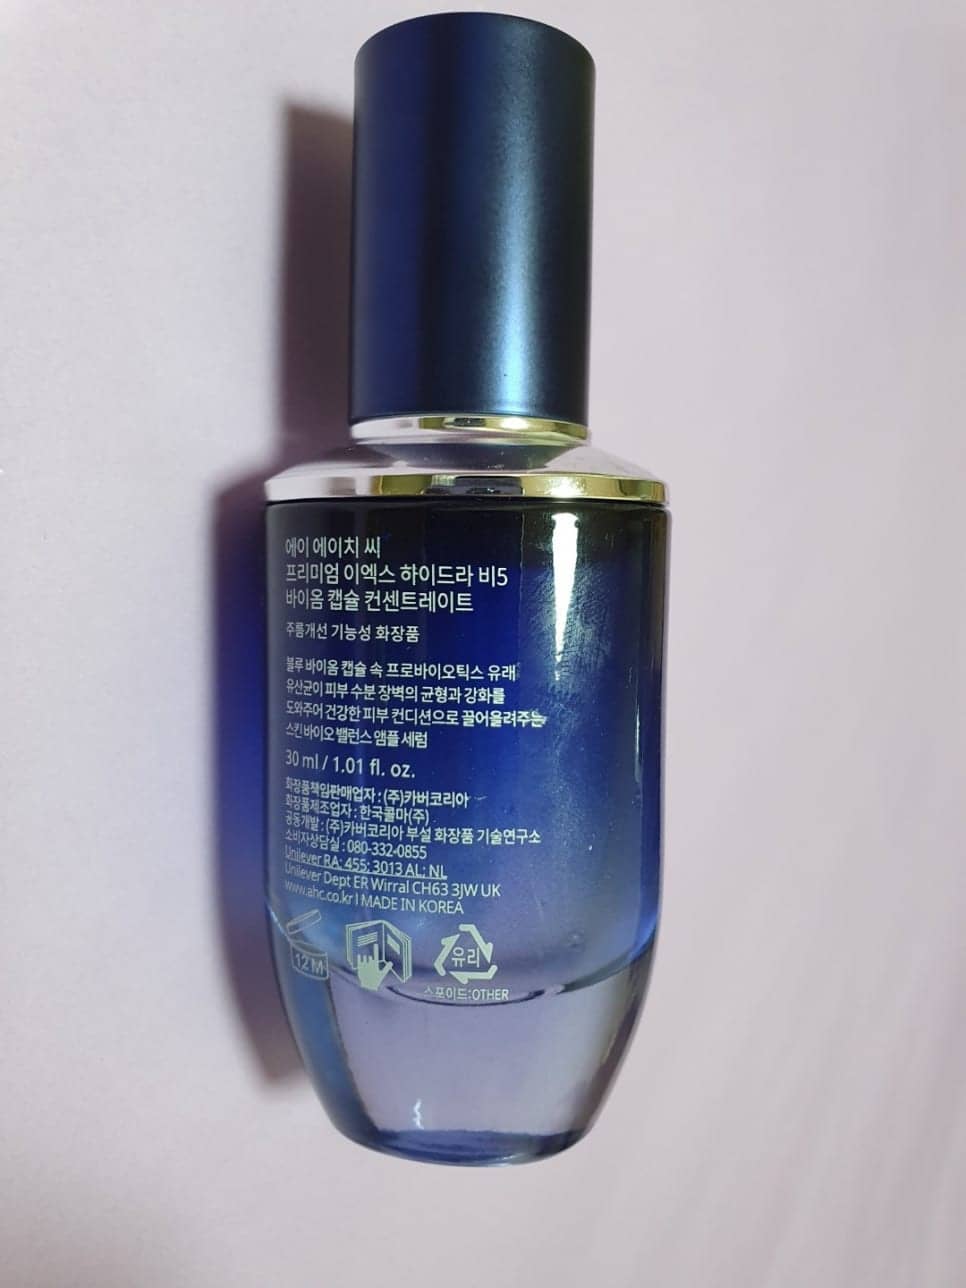 에이 에이치 씨
프리미엄 이엑스 하이드라 비5
바이옴 캡슐 컨센트레이트
주름개선 기능성 화장품
블루 바이옴 캡슐 속 프로바이오틱스 유래
유산균이 피부 수분 장벽의 균형과 강화를
도와주어 건강한 피부 컨디션으로 끌어올려주는
스킨 바이오 밸런스 앰플 세럼
30 ml / 1.01 fl. oz.
화장품책임판매업자 : (주)카버코리아
화장품제조업자 : 한국콜마(주)
공동개발 : (주)카버코리아 부설 화장품 기술연구소
소비자상담실 : 080-332-0855
Unilever RA; 455; 3013 AL; NL
Unilever Dept ER Wirral CH63 3JW UK
www.ahc.co.kr l MADE IN KOREA
12 M
유리
스포이드:OTHER